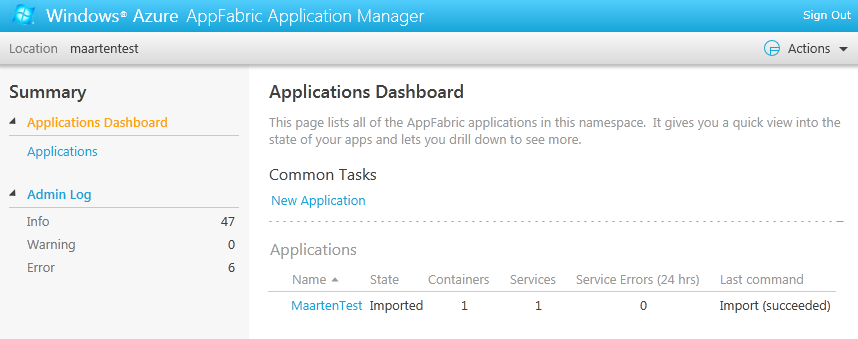 Windows® Azure AppFabric Application Manager
Sign Out
Location maartentest
Actions
Summary
Applications Dashboard
Applications
Admin Log
Info 47
Warning 0
Error 6
Applications Dashboard
This page lists all of the AppFabric applications in this namespace. It gives you a quick view into the
state of your apps and lets you drill down to see more.
Common Tasks
New Application
Applications
Name State Containers Services Service Errors (24 hrs) Last command
MaartenTest Imported 1 1 0 Import (succeeded)